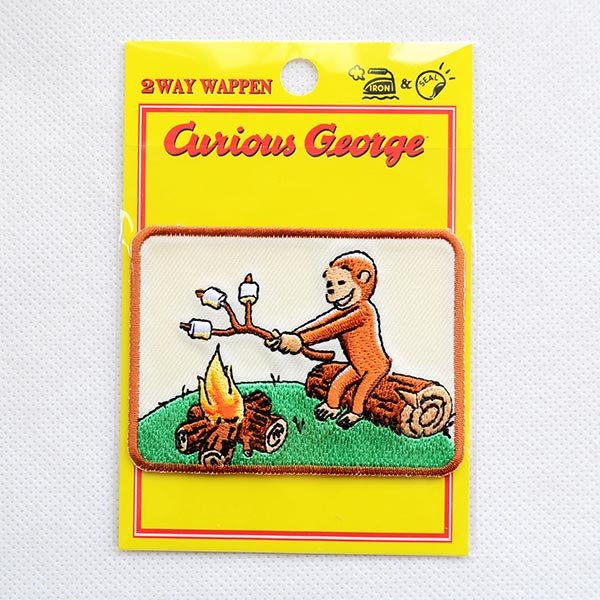 2WAY WAPPEN IRON & SEAL
Curious George